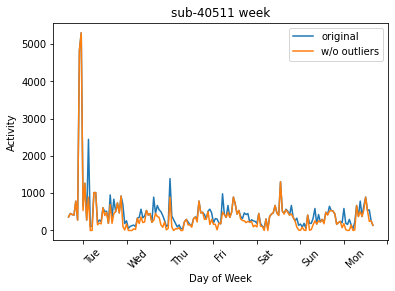 sub-40511 week
original
w/o outliers
Activity
5000
4000
3000
2000
1000
0
Tue
Wed
Thu
Fri
Sat
Sun
Mon
Day of Week